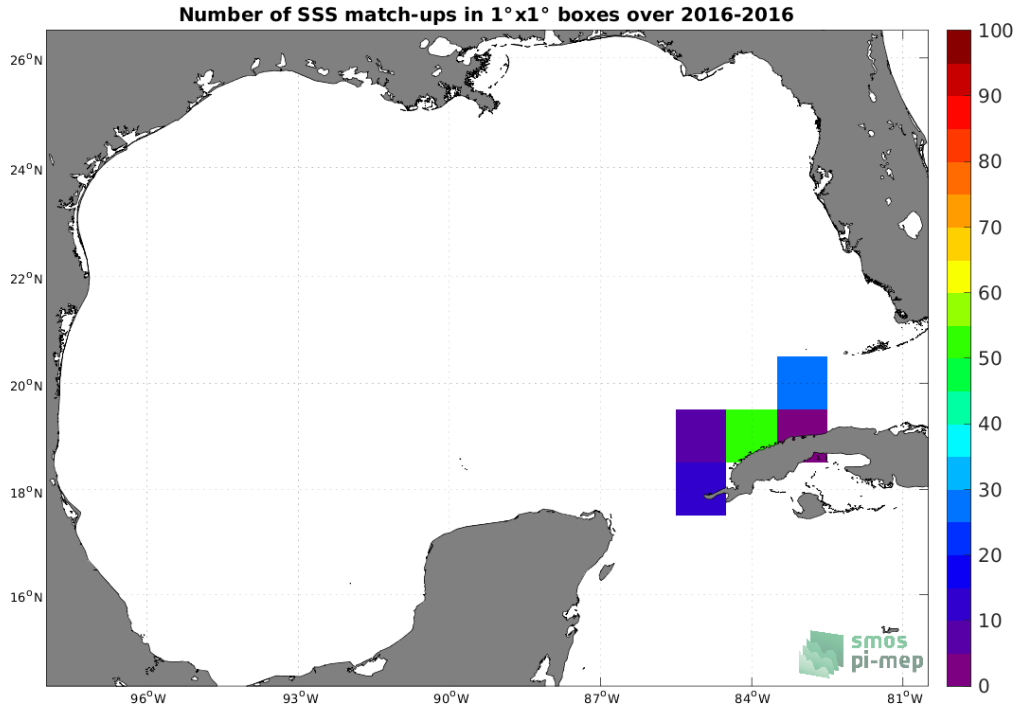 Number of SSS match-ups in 1°x1° boxes over 2016-2016
26°N
24°N
22°N
20°N
18°N
16°N
96°W
93°W
90°W
87°W
84°W
81°W
100
90
80
70
60
50
40
30
20
10
0
smos
pi-mep